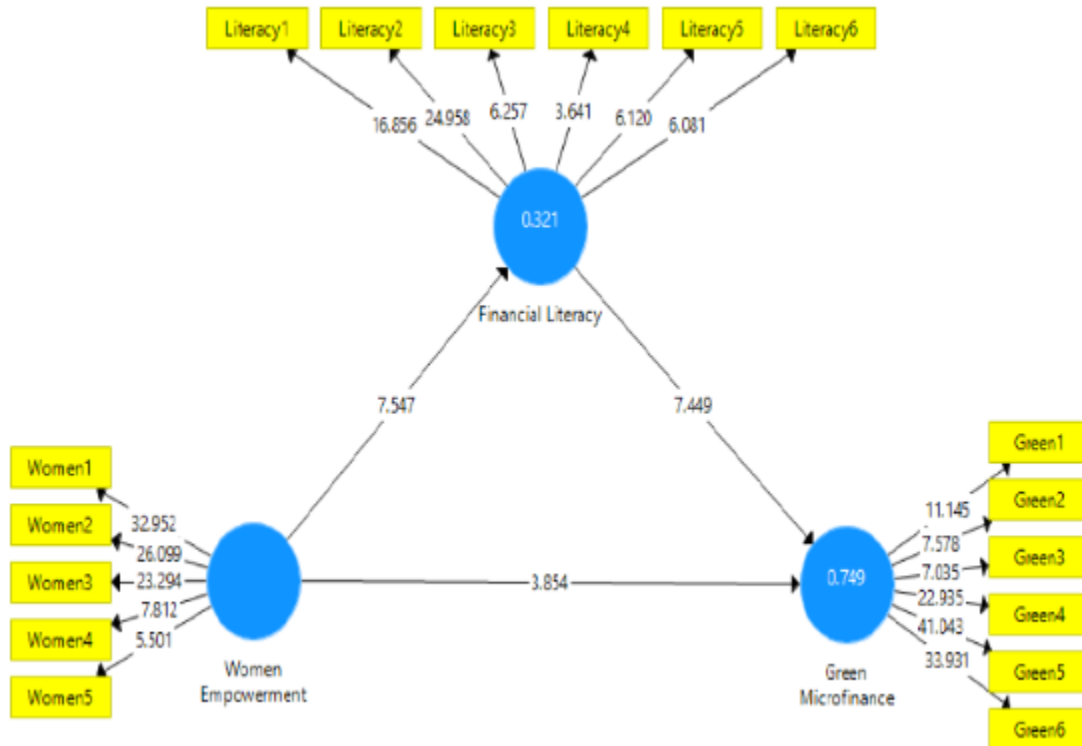 Literacy1
Literacy2
Literacy3
Literacy4
Literacy5
Literacy6
16.856
24.958
6.257
3.641
6.120
6.081
0.321
Financial Literacy
7.547
7.449
Women1
Women2
Women3
Women4
Women5
32.952
26.099
23.294
7.812
5.501
Women
Empowerment
3.854
0.749
Green
Microfinance
11.145
7.578
7.035
22.935
41.043
33.931
Green1
Green2
Green3
Green4
Green5
Green6